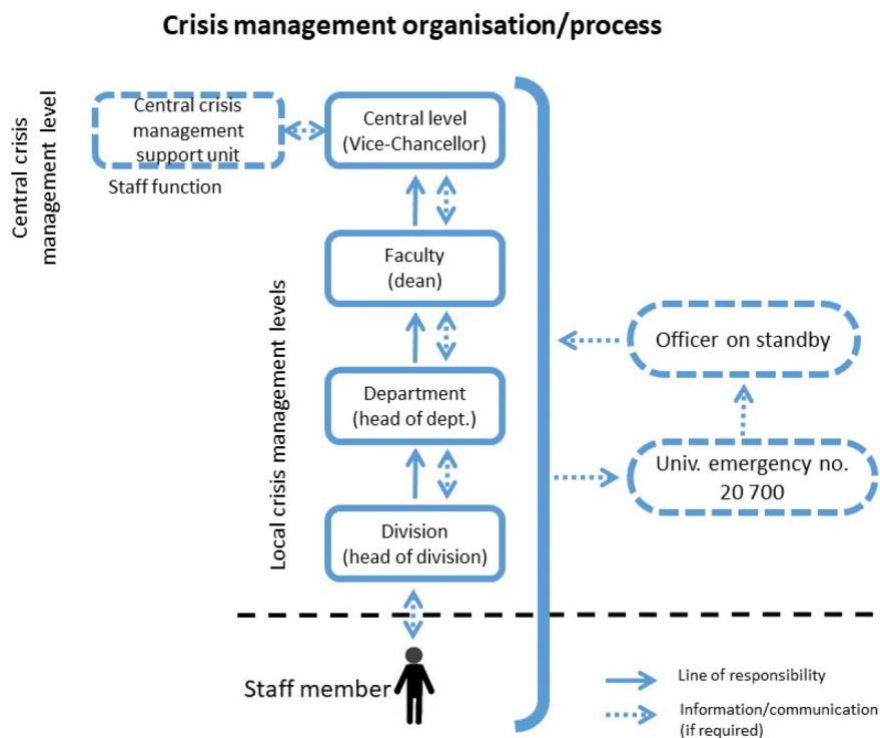 Crisis management organisation/process
Central crisis
management level
Central crisis
management
support unit
Staff function
Central level
(Vice-Chancellor)
Local crisis management levels
Faculty
(dean)
Department
(head of dept.)
Division
(head of division)
Officer on standby
Univ. emergency no.
20 700
Staff member
Line of responsibility
Information/communication
(if required)